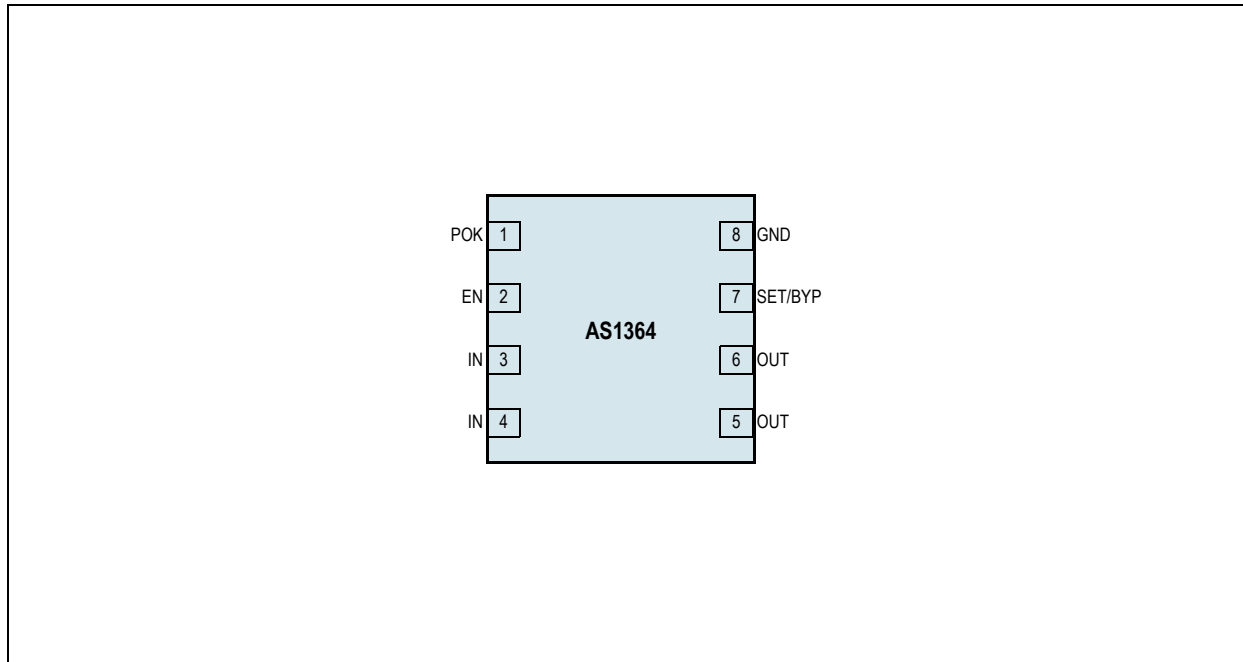 POK 1 8 GND
EN 2 7 SET/BYP
AS1364
IN 3 6 OUT
IN 4 5 OUT